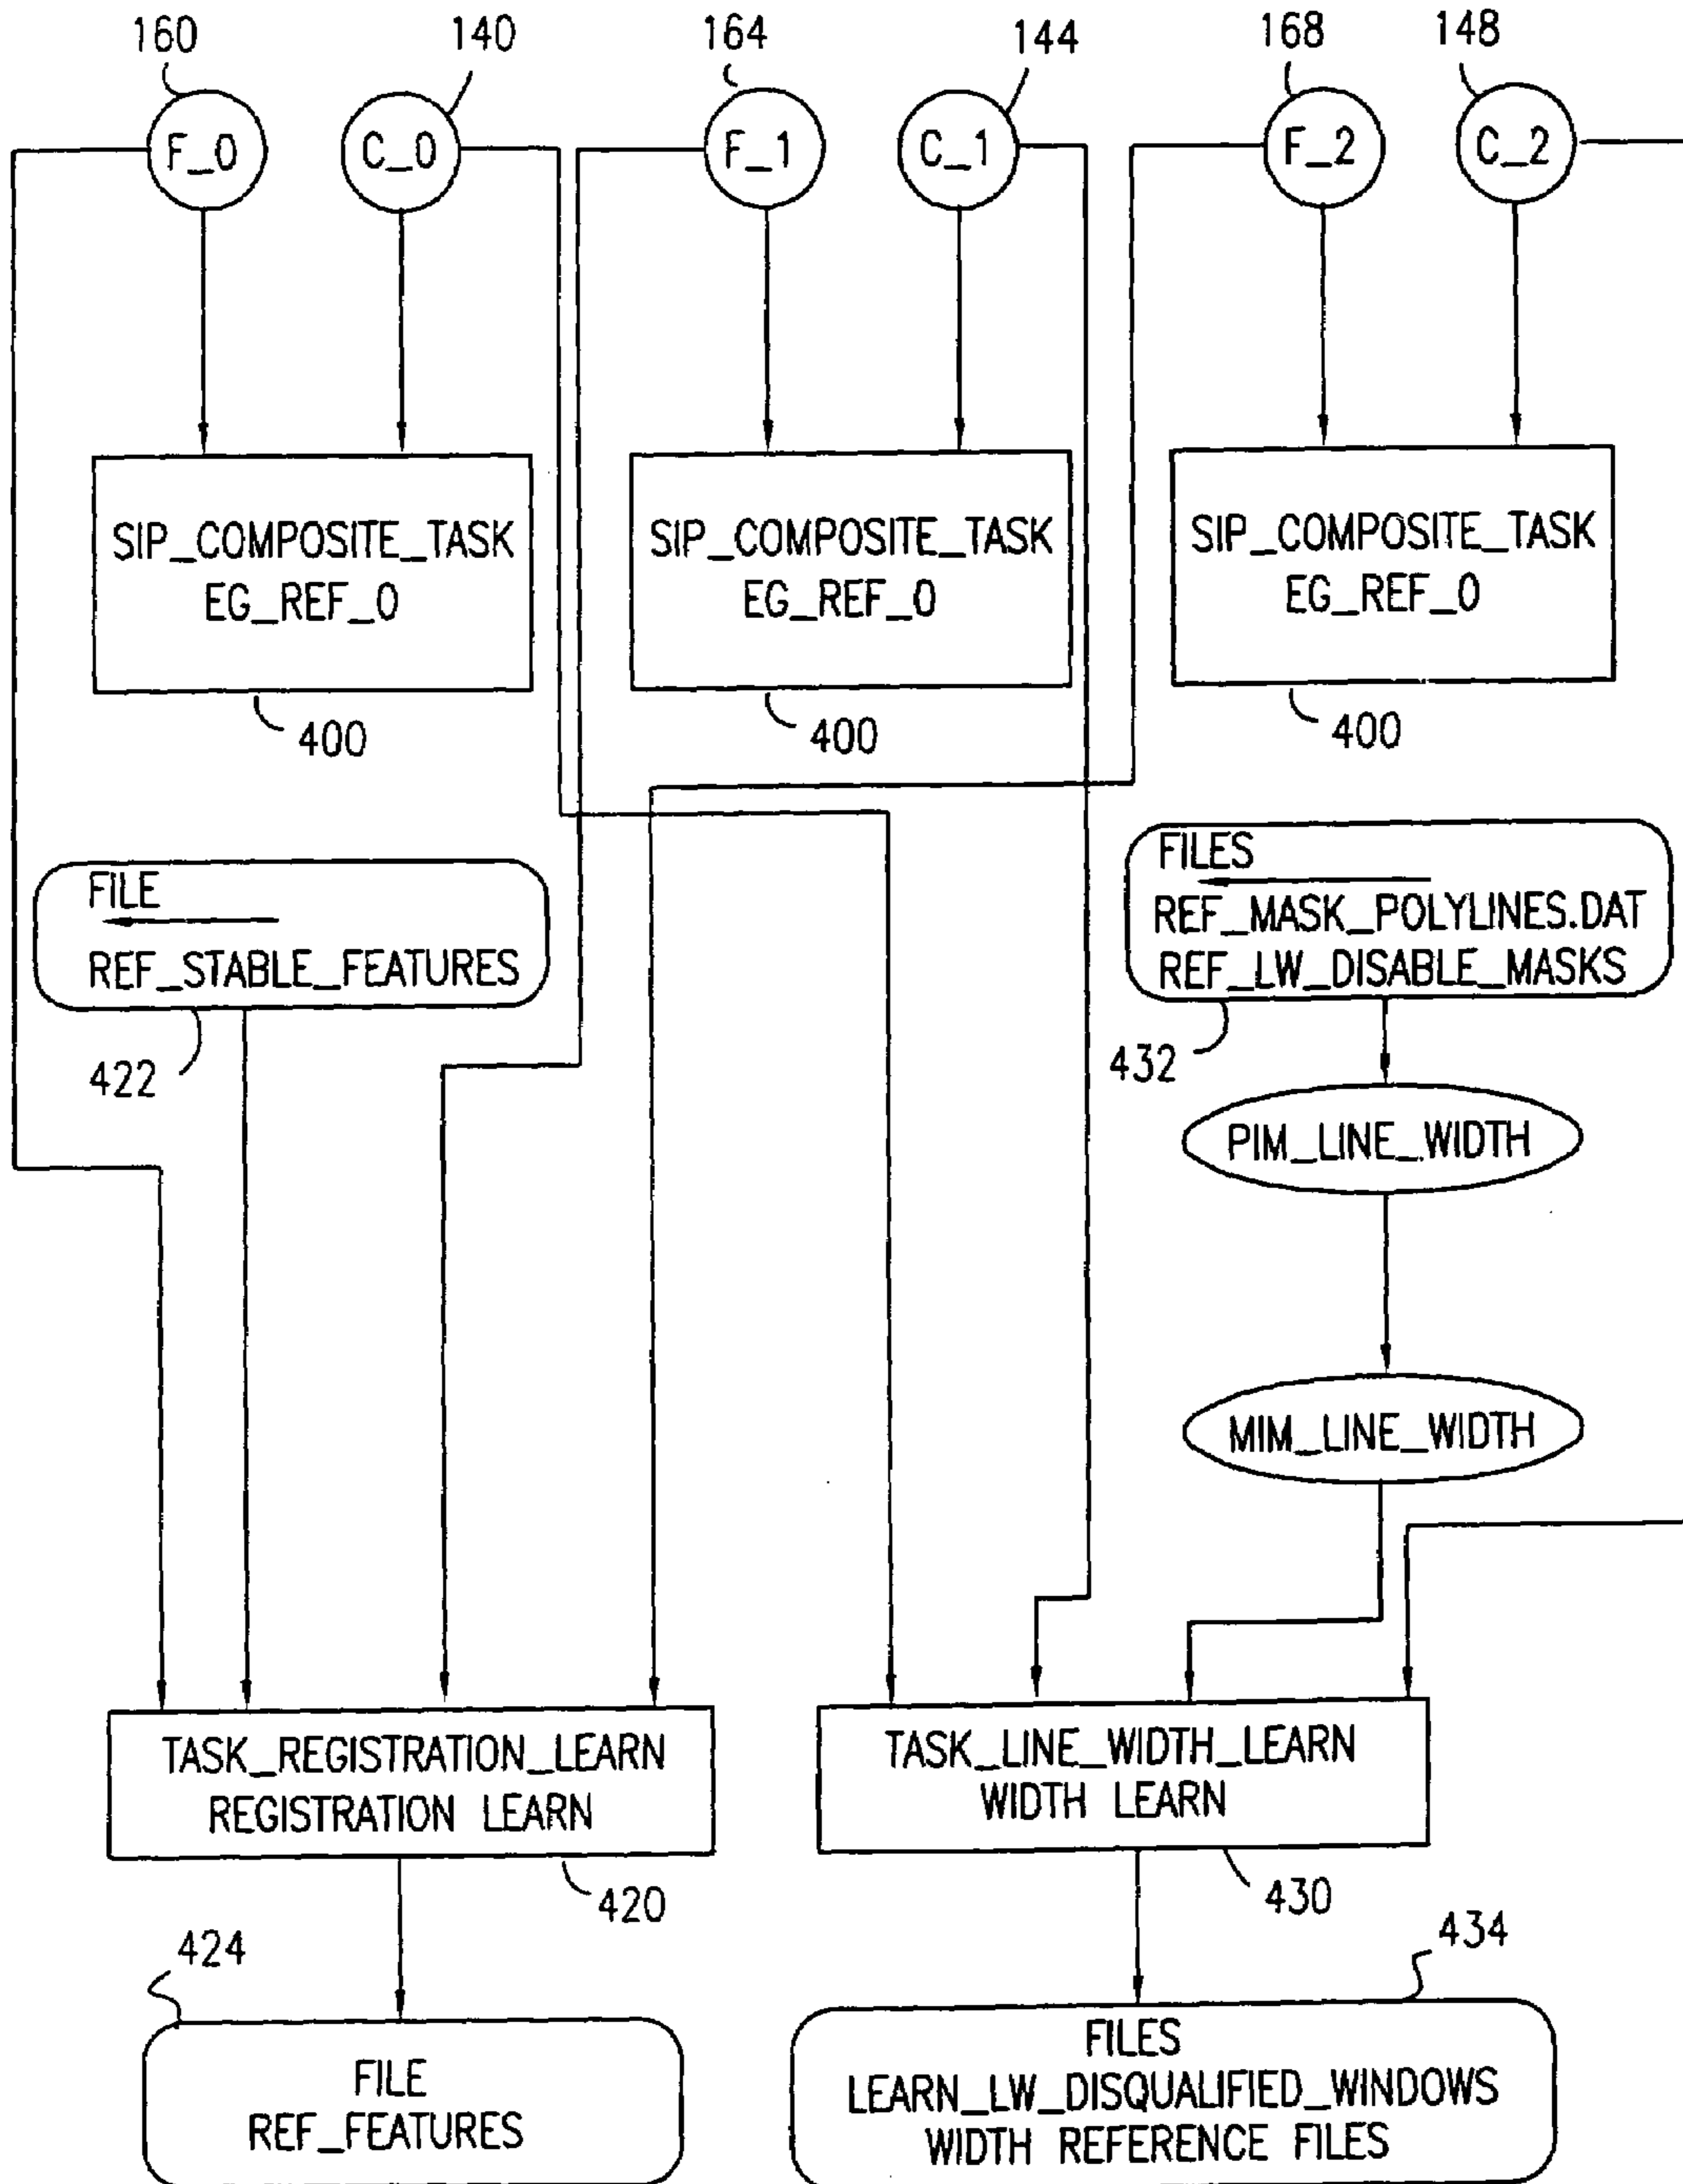 160 140 164 144 168 148
F_0 C_0 F_1 C_1 F_2 C_2
SIP_COMPOSITE_TASK
EG_REF_0
400
SIP_COMPOSITE_TASK
EG_REF_0
400
SIP_COMPOSITE_TASK
EG_REF_0
400
FILE
REF_STABLE_FEATURES
422
FILES
REF_MASK_POLYLINES.DAT
REF_LW_DISABLE_MASKS
432
PIM_LINE_WIDTH
MIM_LINE_WIDTH
TASK_REGISTRATION_LEARN
REGISTRATION LEARN
420
TASK_LINE_WIDTH_LEARN
WIDTH LEARN
430
424
FILE
REF_FEATURES
434
FILES
LEARN_LW_DISQUALIFIED_WINDOWS
WIDTH REFERENCE FILES